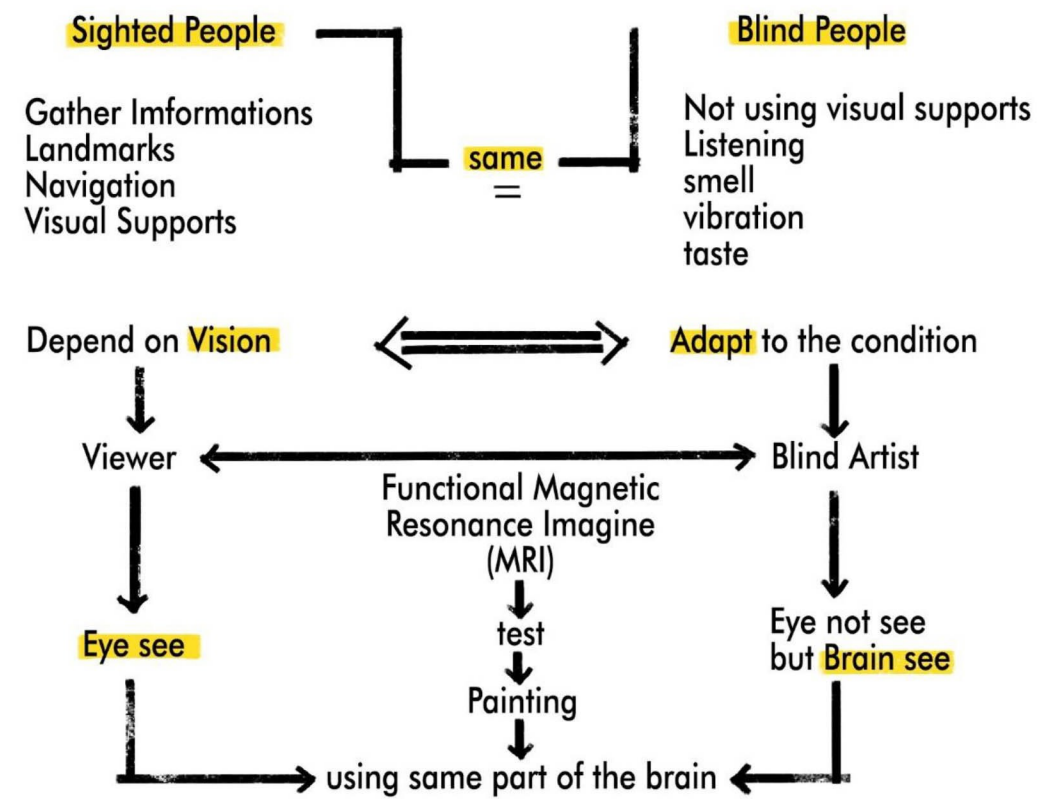 Sighted People
Blind People
Gather Imformations
Landmarks
Navigation
Visual Supports
same
=
Not using visual supports
Listening
smell
vibration
taste
Depend on Vision
Adapt to the condition
Viewer
Blind Artist
Functional Magnetic
Resonance Imagine
(MRI)
test
Painting
Eye see
Eye not see
but Brain see
using same part of the brain